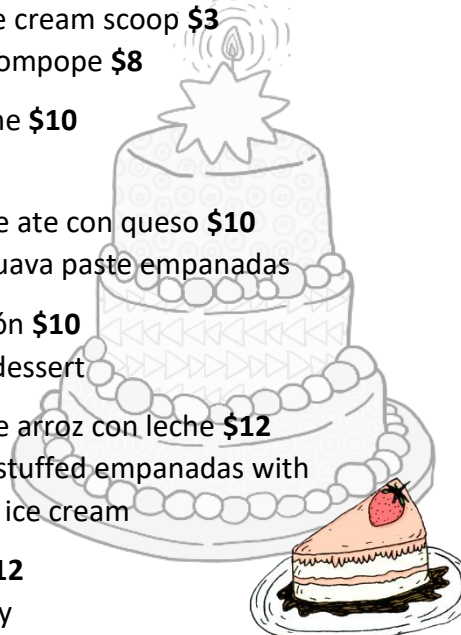 cream scoop $3
ompope $8
$10
ate con queso $10
uava paste empanadas
ón $10
dessert
arroz con leche $12
stuffed empanadas with
ice cream
12
y